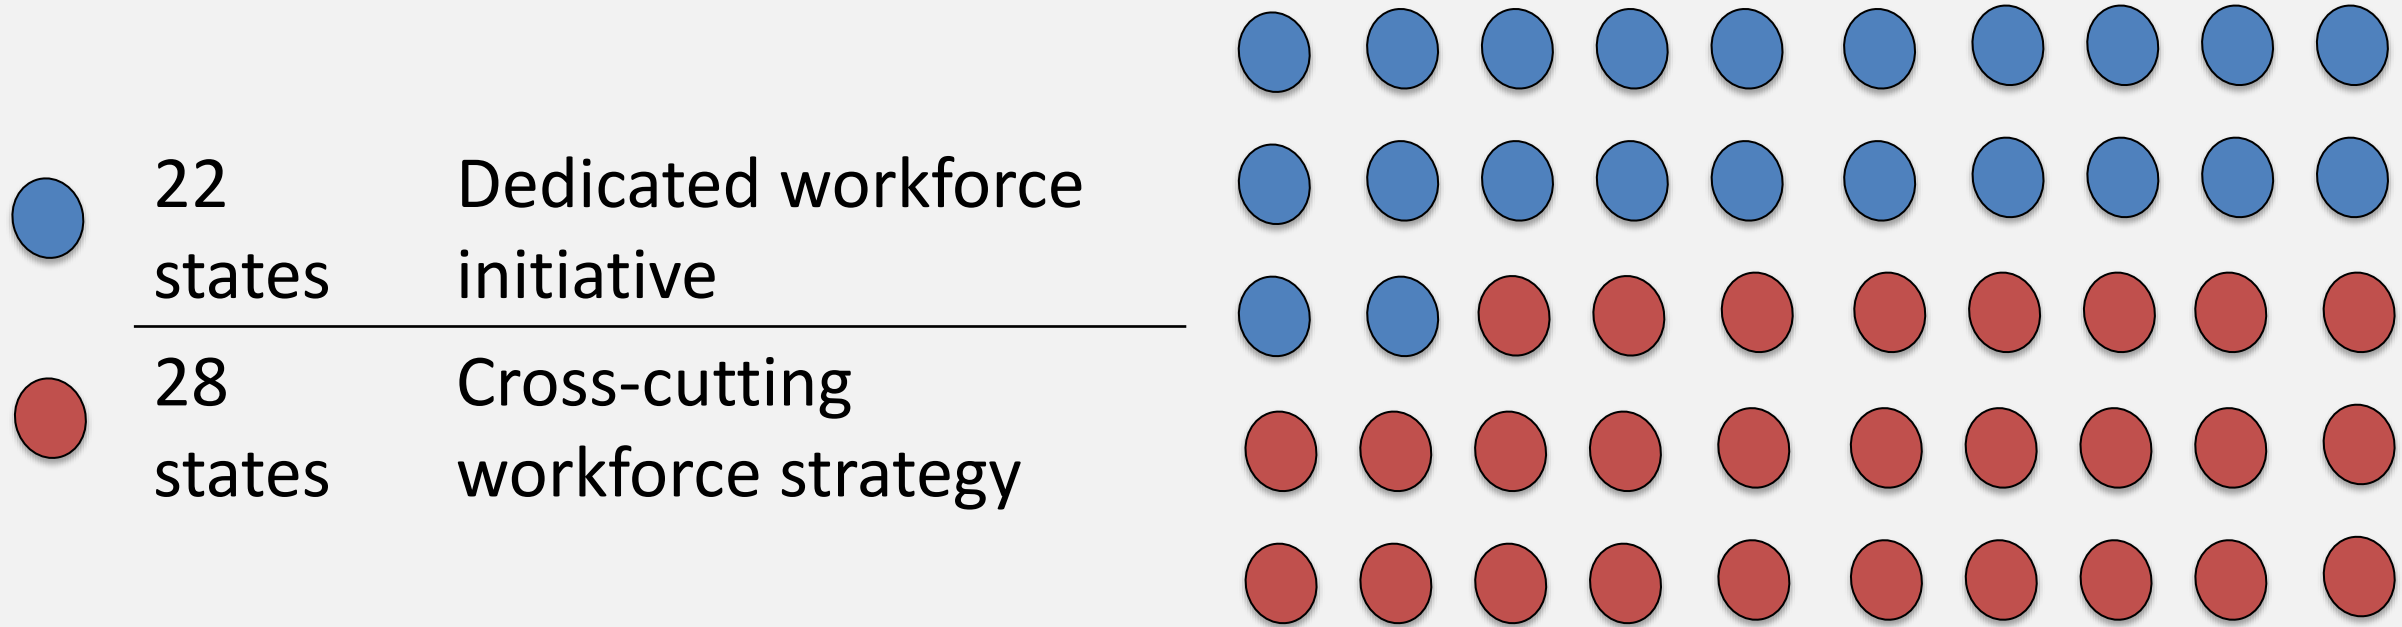 22 Dedicated workforce
states initiative
28 Cross-cutting
states workforce strategy